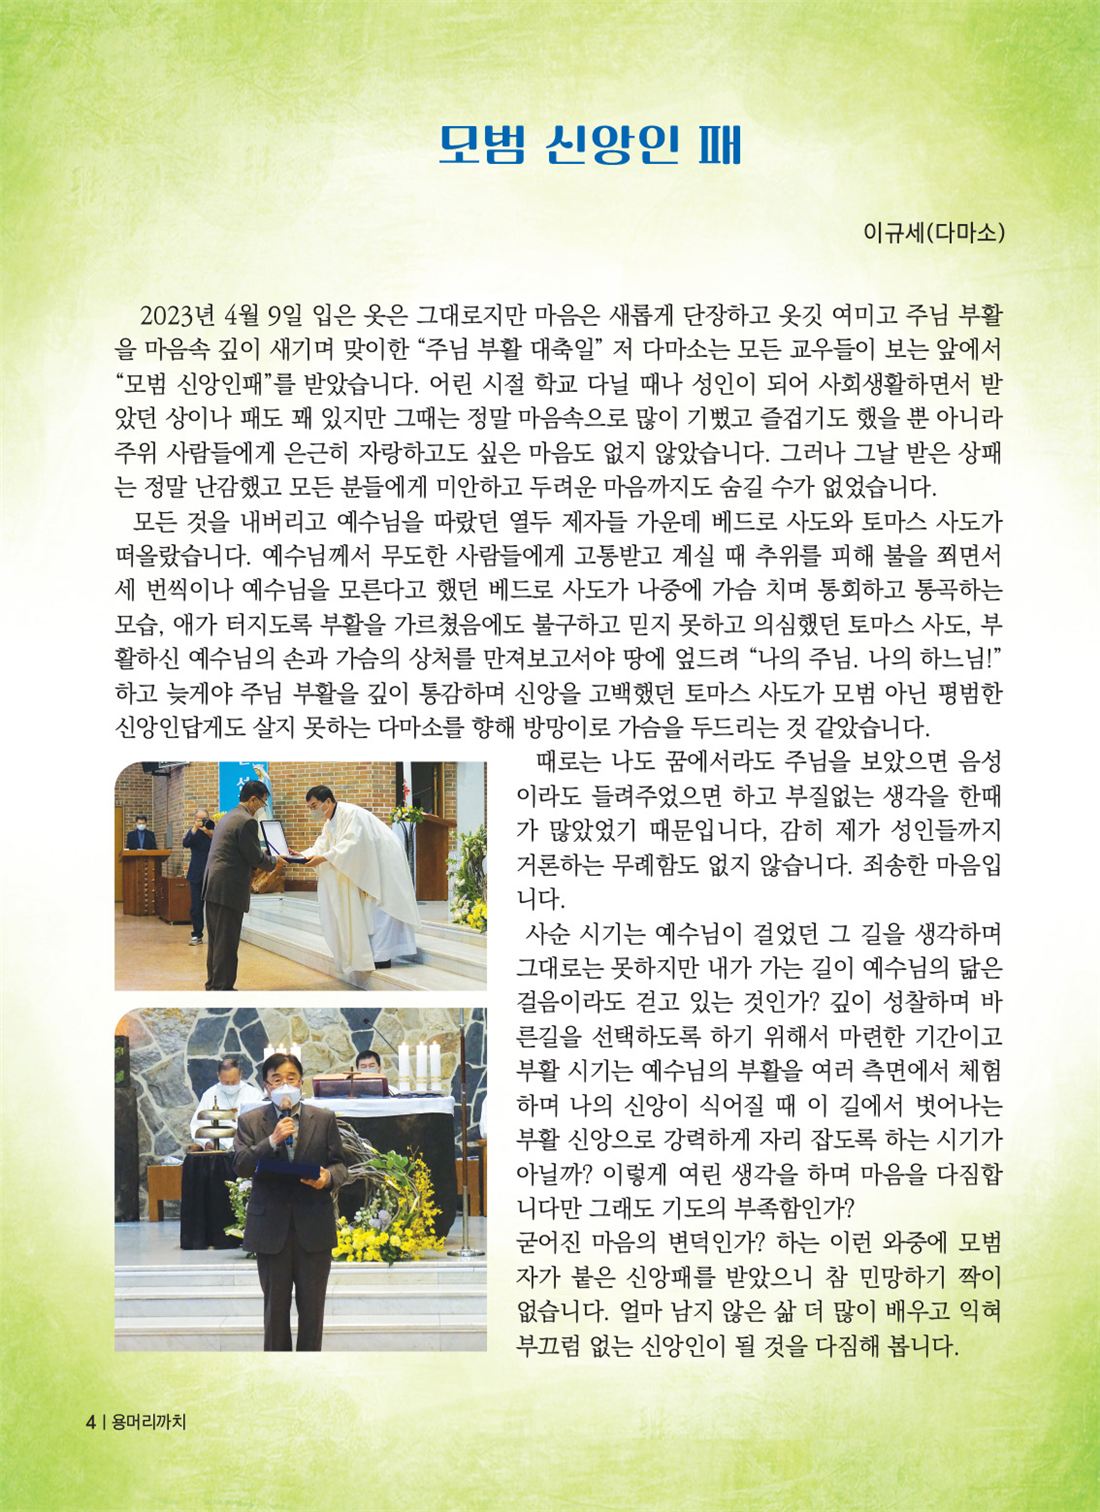 모범 신앙인 패
이규세(다마소)
2023년 4월 9일 입은 옷은 그대로지만 마음은 새롭게 단장하고 옷깃 여미고 주님 부활
을 마음속 깊이 새기며 맞이한 “주님 부활 대축일” 저 다마소는 모든 교우들이 보는 앞에서
“모범 신앙인패”를 받았습니다. 어린 시절 학교 다닐 때나 성인이 되어 사회생활하면서 받
았던 상이나 패도 꽤 있지만 그때는 정말 마음속으로 많이 기뻤고 즐겁기도 했을 뿐 아니라
주위 사람들에게 은근히 자랑하고도 싶은 마음도 없지 않았습니다. 그러나 그날 받은 상패
는 정말 난감했고 모든 분들에게 미안하고 두려운 마음까지도 숨길 수가 없었습니다.
모든 것을 내버리고 예수님을 따랐던 열두 제자들 가운데 베드로 사도와 토마스 사도가
떠올랐습니다. 예수님께서 무도한 사람들에게 고통받고 계실 때 추위를 피해 불을 쬐면서
세 번씩이나 예수님을 모른다고 했던 베드로 사도가 나중에 가슴 치며 통회하고 통곡하는
모습, 애가 터지도록 부활을 가르쳤음에도 불구하고 믿지 못하고 의심했던 토마스 사도, 부
활하신 예수님의 손과 가슴의 상처를 만져보고서야 땅에 엎드려 “나의 주님. 나의 하느님!”
하고 늦게야 주님 부활을 깊이 통감하며 신앙을 고백했던 토마스 사도가 모범 아닌 평범한
신앙인답게도 살지 못하는 다마소를 향해 방망이로 가슴을 두드리는 것 같았습니다.
때로는 나도 꿈에서라도 주님을 보았으면 음성
이라도 들려주었으면 하고 부질없는 생각을 한때
가 많았었기 때문입니다, 감히 제가 성인들까지
거론하는 무례함도 없지 않습니다. 죄송한 마음입
니다.
사순 시기는 예수님이 걸었던 그 길을 생각하며
그대로는 못하지만 내가 가는 길이 예수님의 닮은
걸음이라도 걷고 있는 것인가? 깊이 성찰하며 바
른길을 선택하도록 하기 위해서 마련한 기간이고
부활 시기는 예수님의 부활을 여러 측면에서 체험
하며 나의 신앙이 식어질 때 이 길에서 벗어나는
부활 신앙으로 강력하게 자리 잡도록 하는 시기가
아닐까? 이렇게 여린 생각을 하며 마음을 다짐합
니다만 그래도 기도의 부족함인가?
굳어진 마음의 변덕인가? 하는 이런 와중에 모범
자가 붙은 신앙패를 받았으니 참 민망하기 짝이
없습니다. 얼마 남지 않은 삶 더 많이 배우고 익혀
부끄럼 없는 신앙인이 될 것을 다짐해 봅니다.
4 | 용머리까치